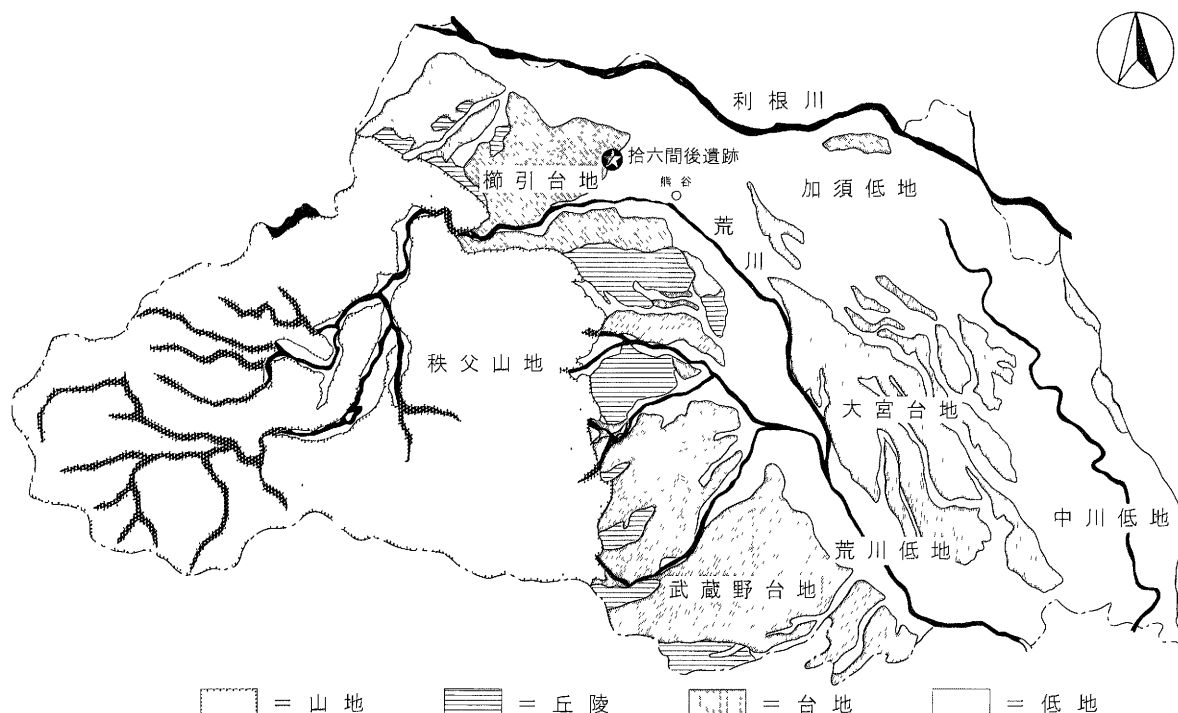 利根川
拾六間後遺跡
熊谷
櫛引台地
加須低地
荒川
秩父山地
大宮台地
中川低地
荒川低地
武蔵野台地
＝山地
＝丘陵
＝台地
＝低地